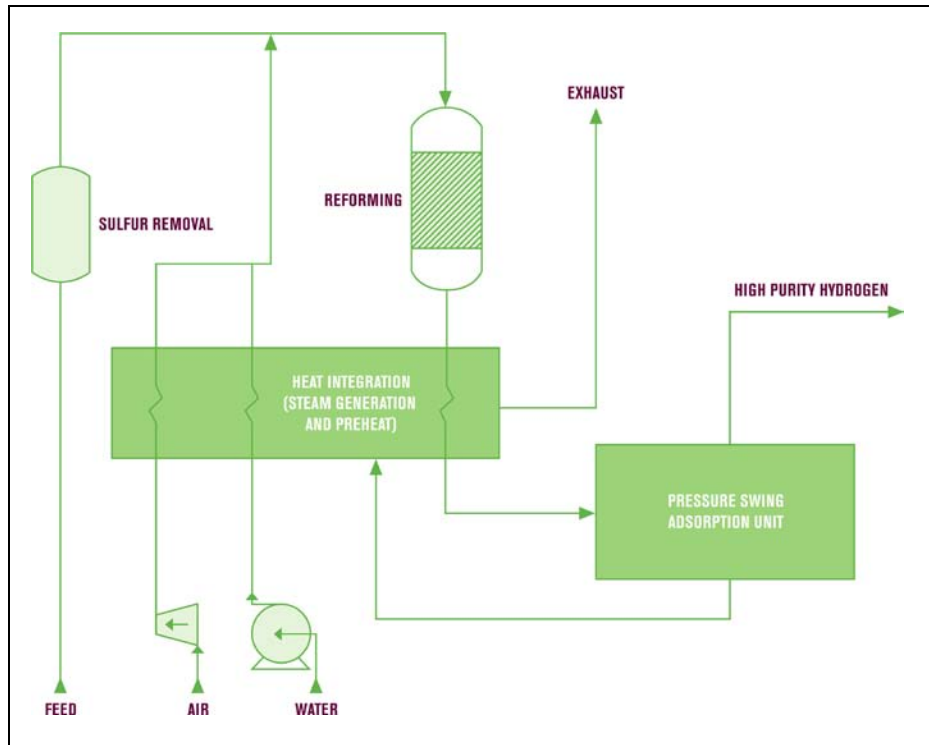 EXHAUST
REFORMING
SULFUR REMOVAL
HIGH PURITY HYDROGEN
HEAT INTEGRATION
(STEAM GENERATION
AND PREHEAT)
PRESSURE SWING
ADSORPTION UNIT
FEED
AIR
WATER